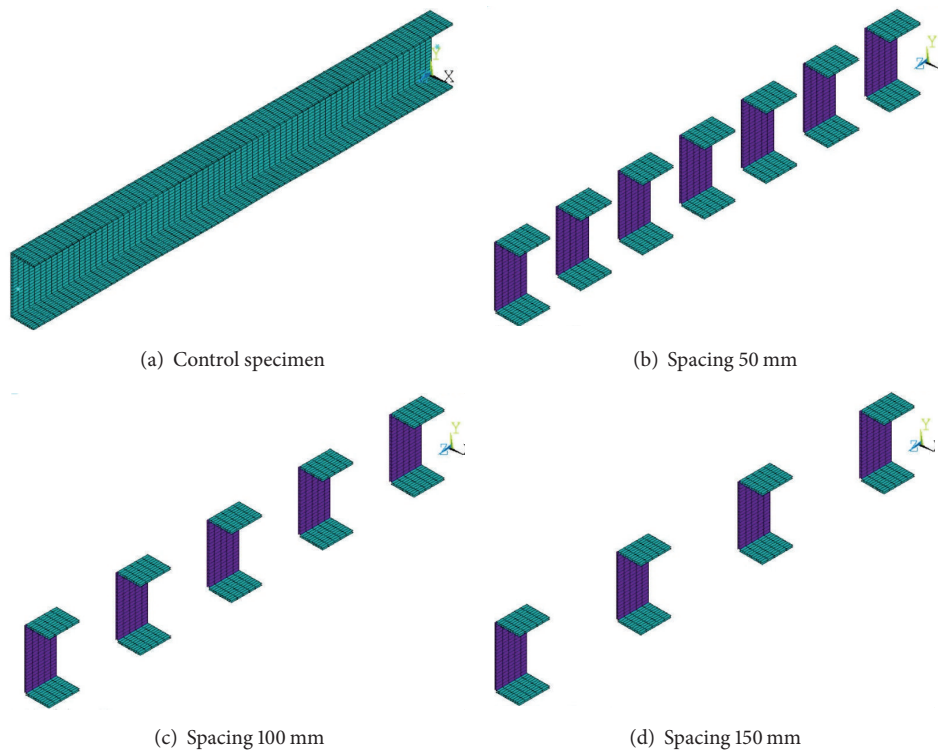 Y
X
Z
Y
Z
(a) Control specimen
(b) Spacing 50 mm
Y
Z
Y
Z
(c) Spacing 100 mm
(d) Spacing 150 mm